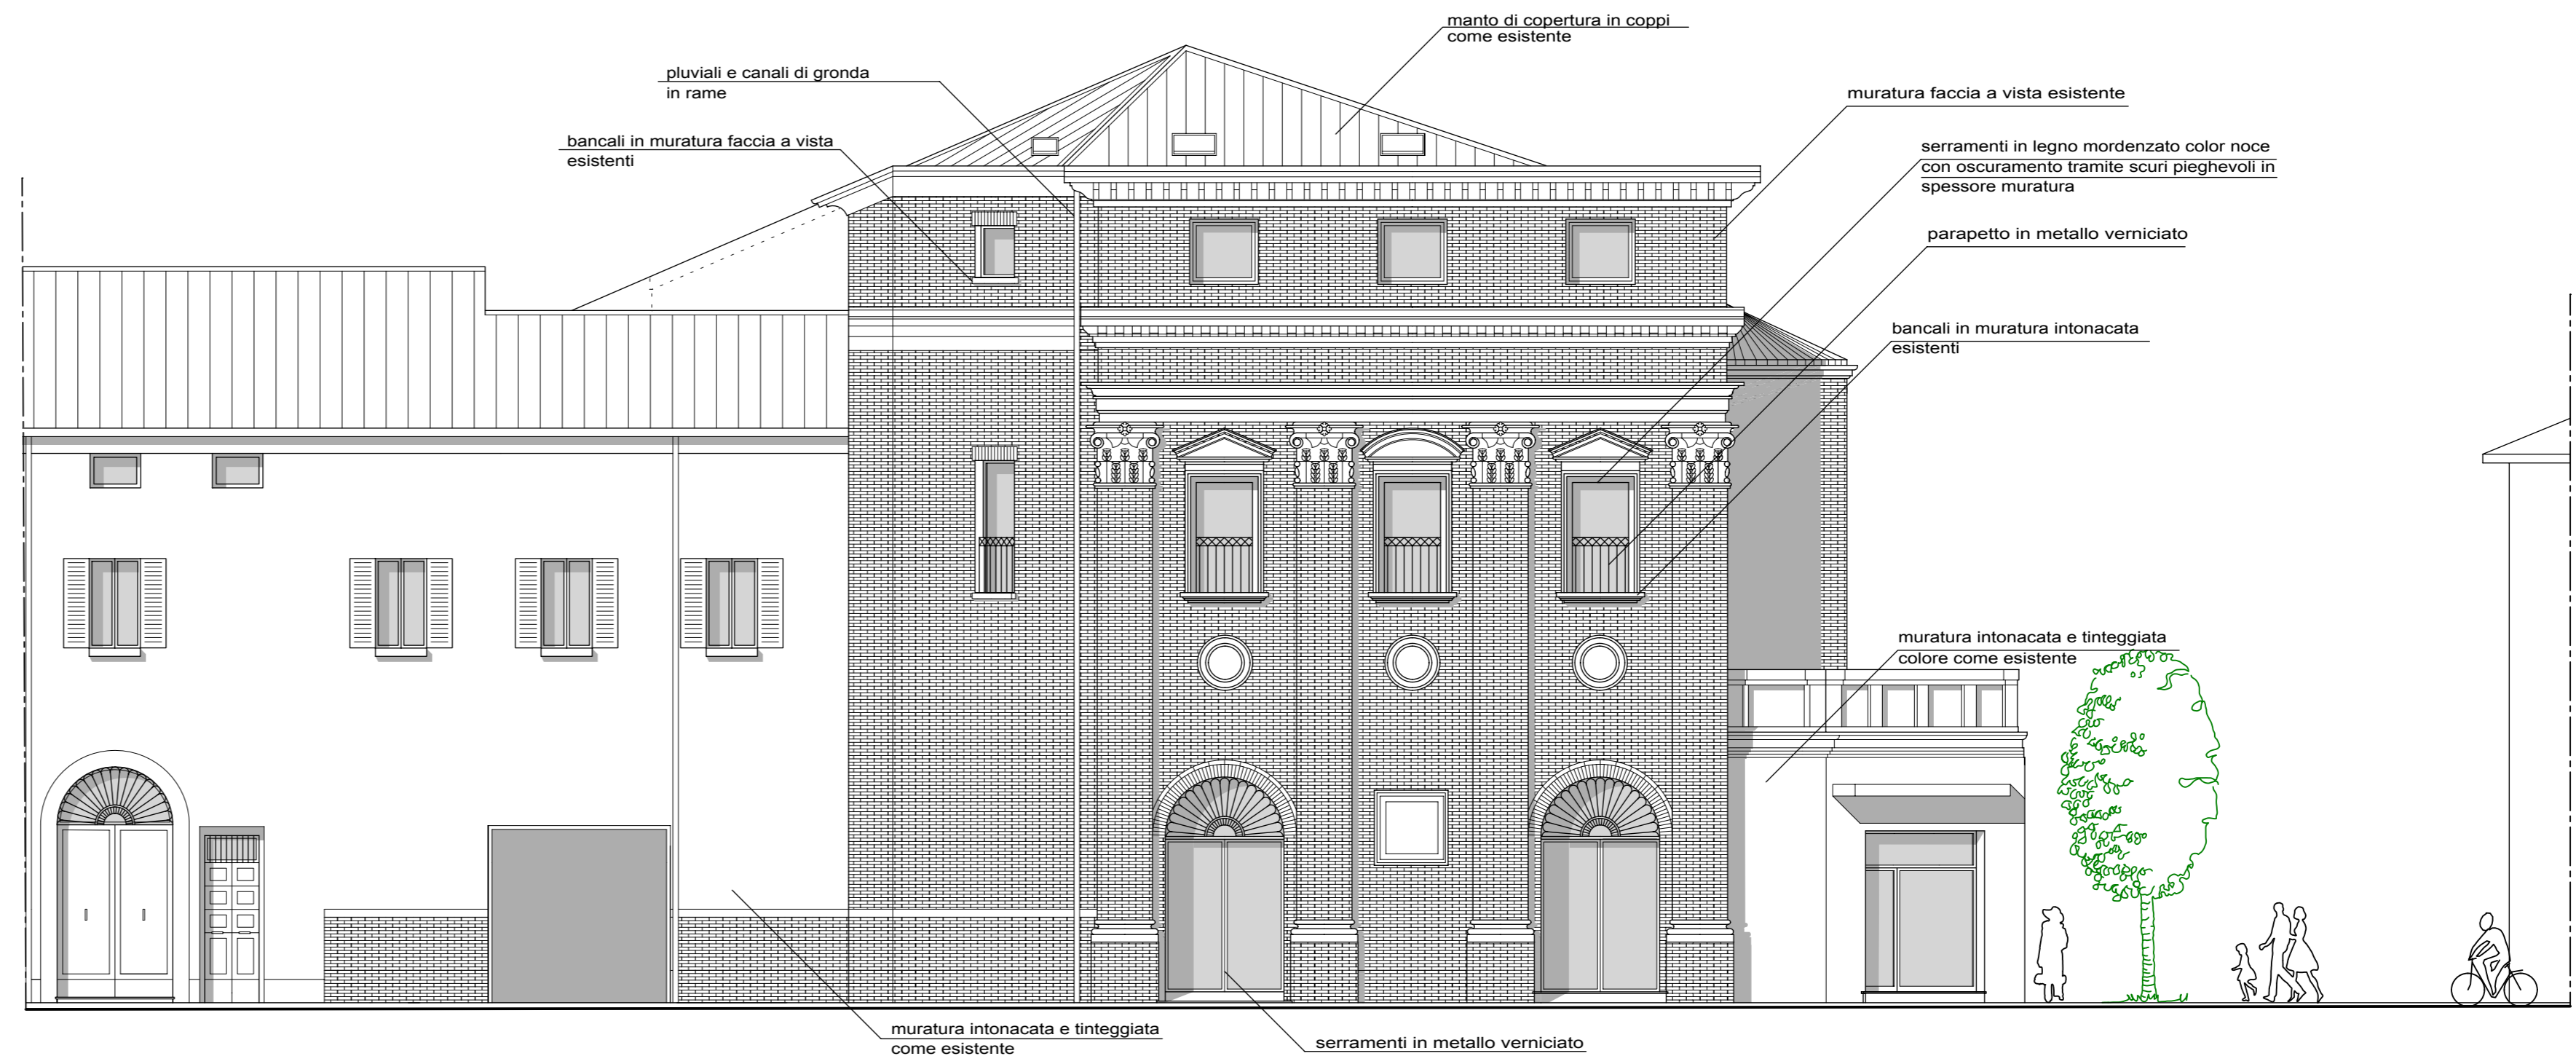 manto di copertura in coppi
come esistente
pluviali e canali di gronda
in rame
muratura faccia a vista esistente
bancali in muratura faccia a vista
esistenti
serramenti in legno mordenzato color noce
con oscuramento tramite scuri pieghevoli in
spessore muratura
parapetto in metallo verniciato
bancali in muratura intonacata
esistenti
muratura intonacata e tinteggiata
colore come esistente
muratura intonacata e tinteggiata
come esistente
serramenti in metallo verniciato